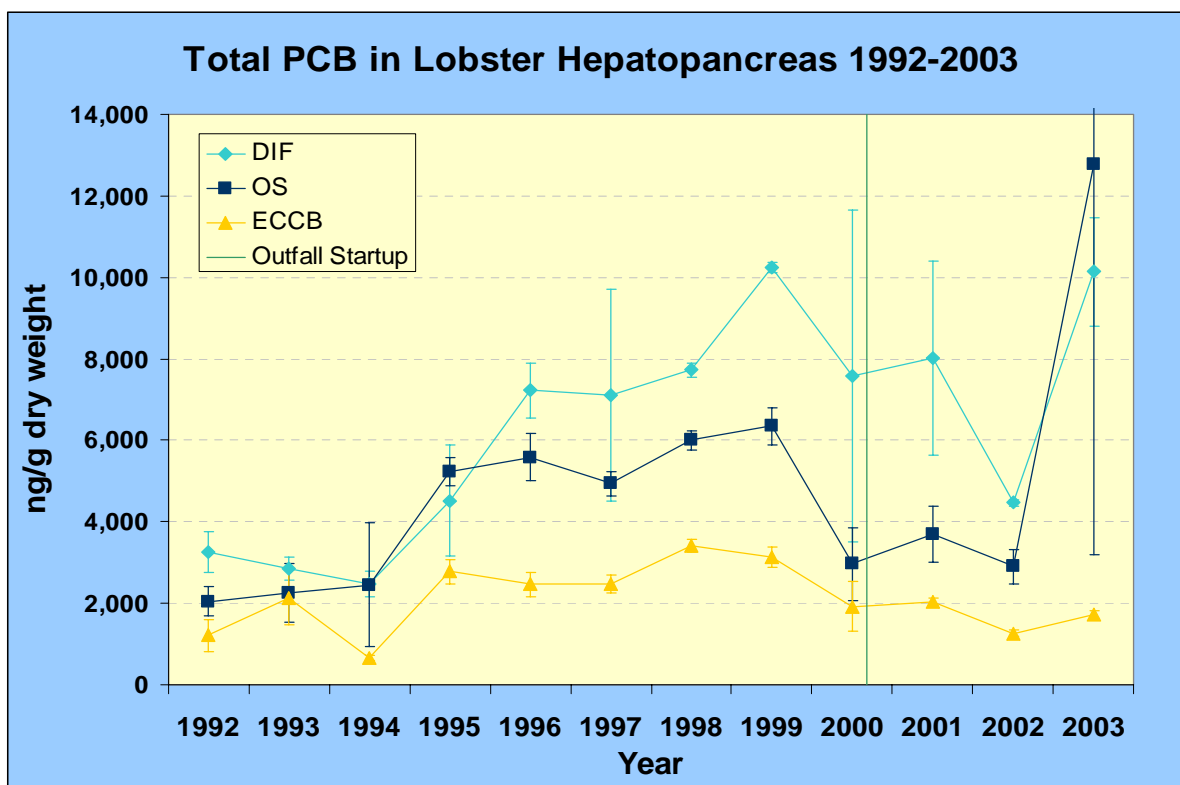 Total PCB in Lobster Hepatopancreas 1992-2003
14,000
12,000
10,000
8,000
6,000
4,000
2,000
0
ng/g dry weight
DIF
OS
ECCB
Outfall Startup
1992 1993 1994 1995 1996 1997 1998 1999 2000 2001 2002 2003
Year